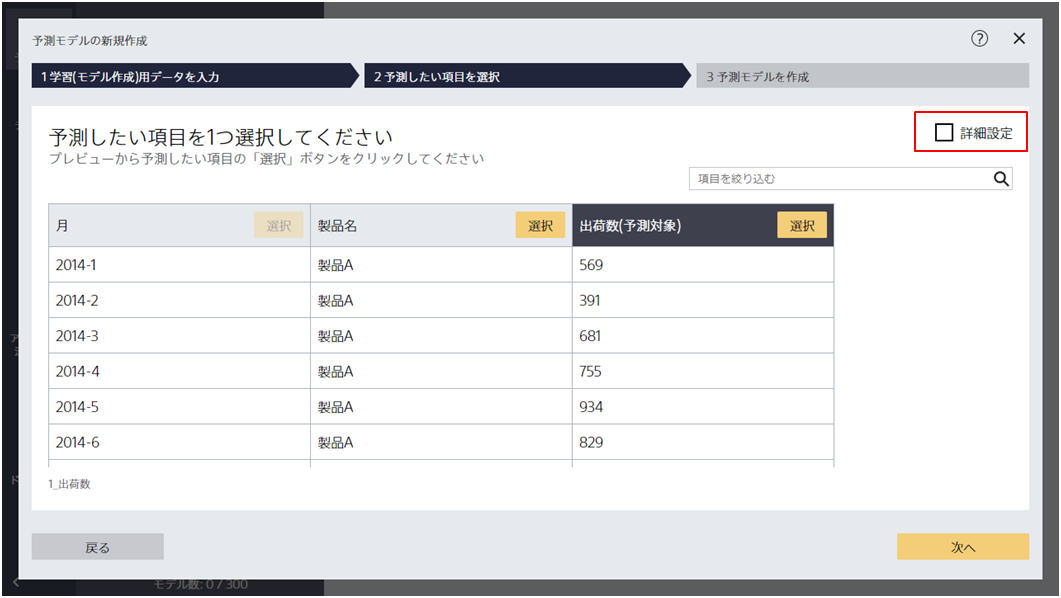 予測モデルの新規作成
?
1 学習(モデル作成)用データを入力
2 予測したい項目を選択
3 予測モデルを作成
予測したい項目を1つ選択してください
プレビューから予測したい項目の「選択」ボタンをクリックしてください
詳細設定
項目を絞り込む
月 選択 製品名 選択 出荷数(予測対象) 選択
2014-1 製品A 569
2014-2 製品A 391
2014-3 製品A 681
2014-4 製品A 755
2014-5 製品A 934
2014-6 製品A 829
1_出荷数
戻る
次へ
モデル数: 0 / 300